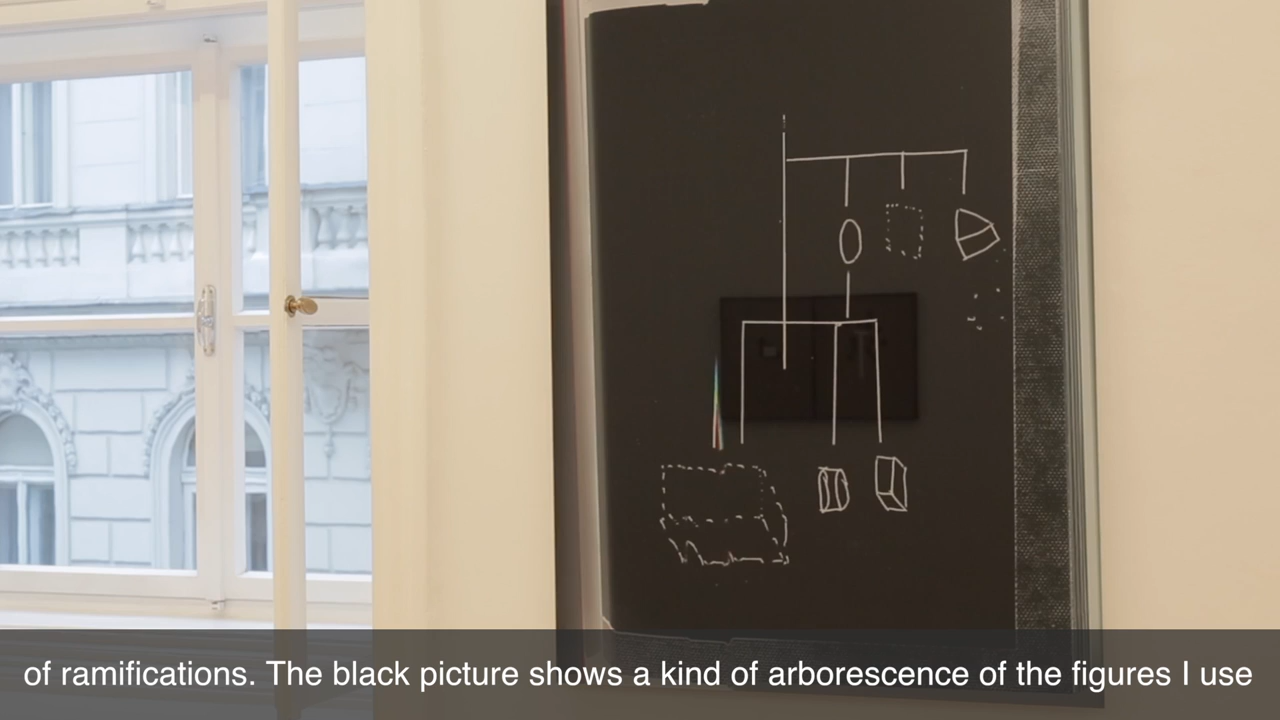 of ramifications. The black picture shows a kind of arborescence of the figures I use